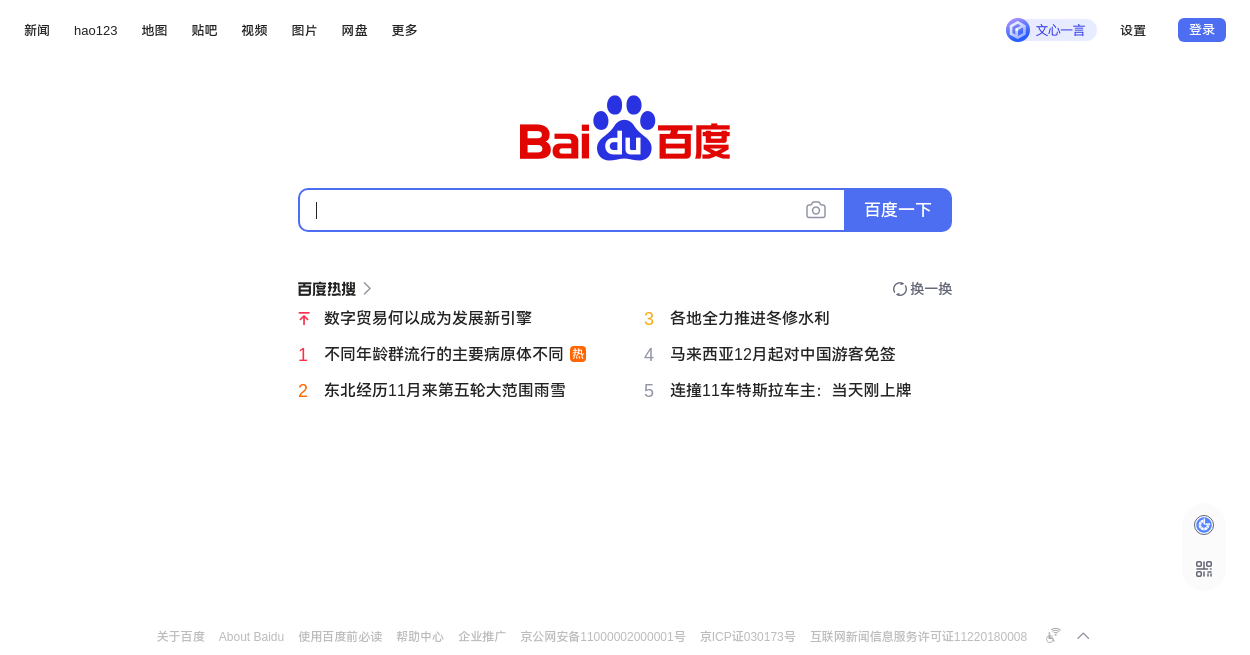 新闻 hao123 地图 贴吧 视频 图片 网盘 更多 文心一言 设置 登录
Bai du 百度
百度一下
百度热搜 换一换
数字贸易何以成为发展新引擎
1 不同年龄群流行的主要病原体不同 热
2 东北经历11月来第五轮大范围雨雪
3 各地全力推进冬修水利
4 马来西亚12月起对中国游客免签
5 连撞11车特斯拉车主：当天刚上牌
关于百度 About Baidu 使用百度前必读 帮助中心 企业推广 京公网安备11000002000001号 京ICP证030173号 互联网新闻信息服务许可证11220180008